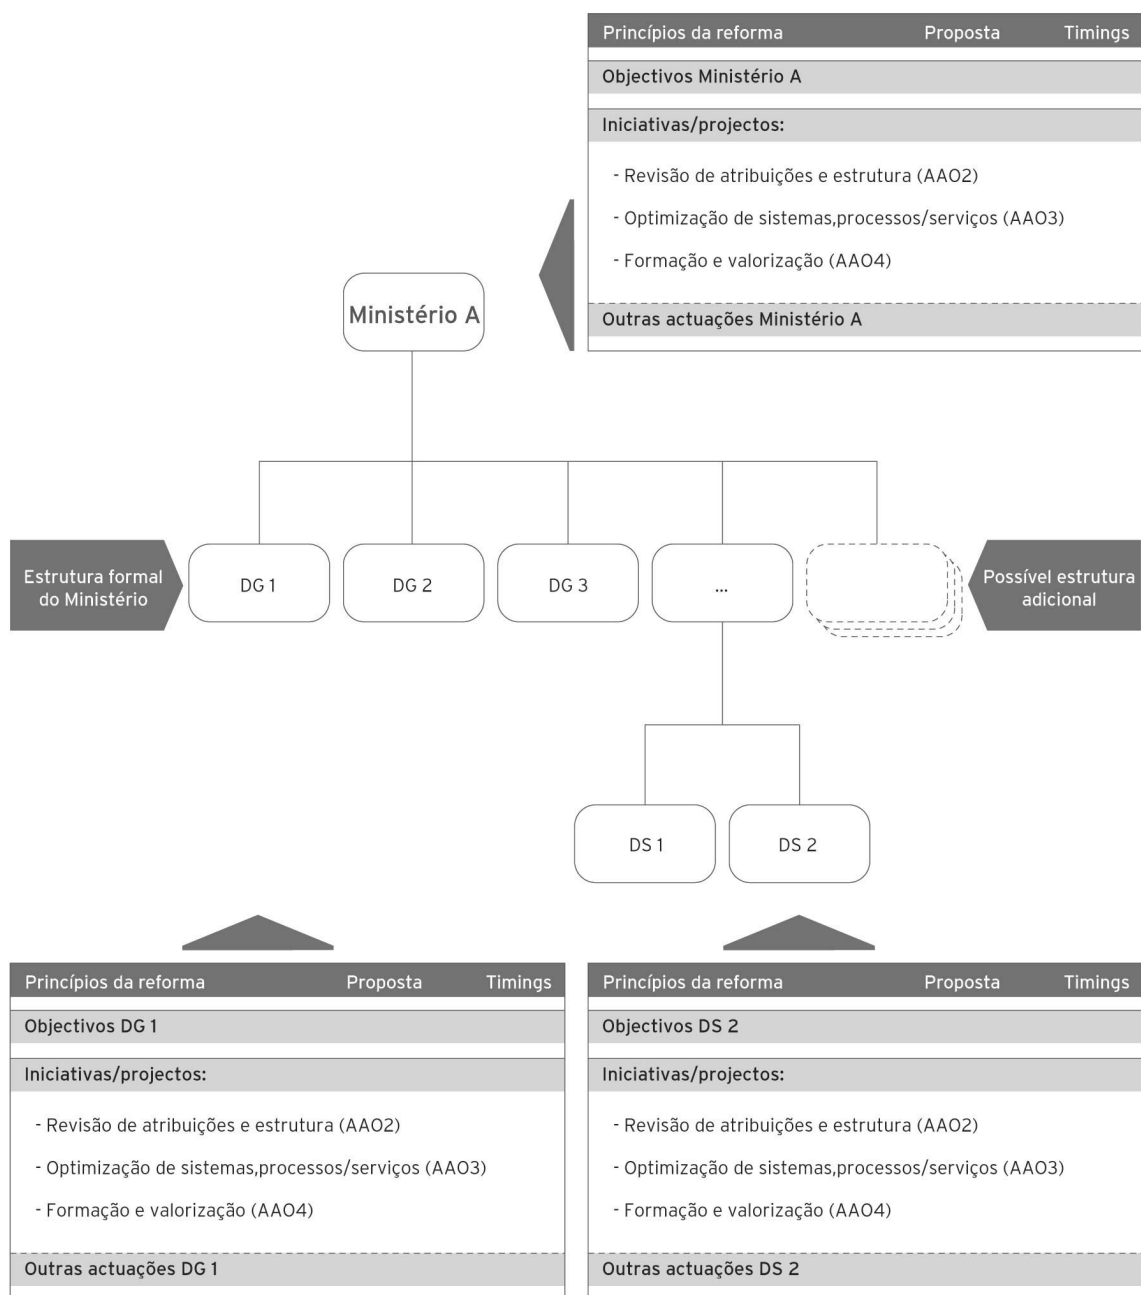 Princípios da reforma Proposta Timings
Objectivos Ministério A
Iniciativas/projectos:
- Revisão de atribuições e estrutura (AAO2)
- Optimização de sistemas,processos/serviços (AAO3)
- Formação e valorização (AAO4)
Outras actuações Ministério A
Ministério A
Estrutura formal
do Ministério
DG 1
DG 2
DG 3
...
Possível estrutura
adicional
DS 1
DS 2
Princípios da reforma Proposta Timings
Objectivos DG 1
Iniciativas/projectos:
- Revisão de atribuições e estrutura (AAO2)
- Optimização de sistemas,processos/serviços (AAO3)
- Formação e valorização (AAO4)
Outras actuações DG 1
Princípios da reforma Proposta Timings
Objectivos DS 2
Iniciativas/projectos:
- Revisão de atribuições e estrutura (AAO2)
- Optimização de sistemas,processos/serviços (AAO3)
- Formação e valorização (AAO4)
Outras actuações DS 2